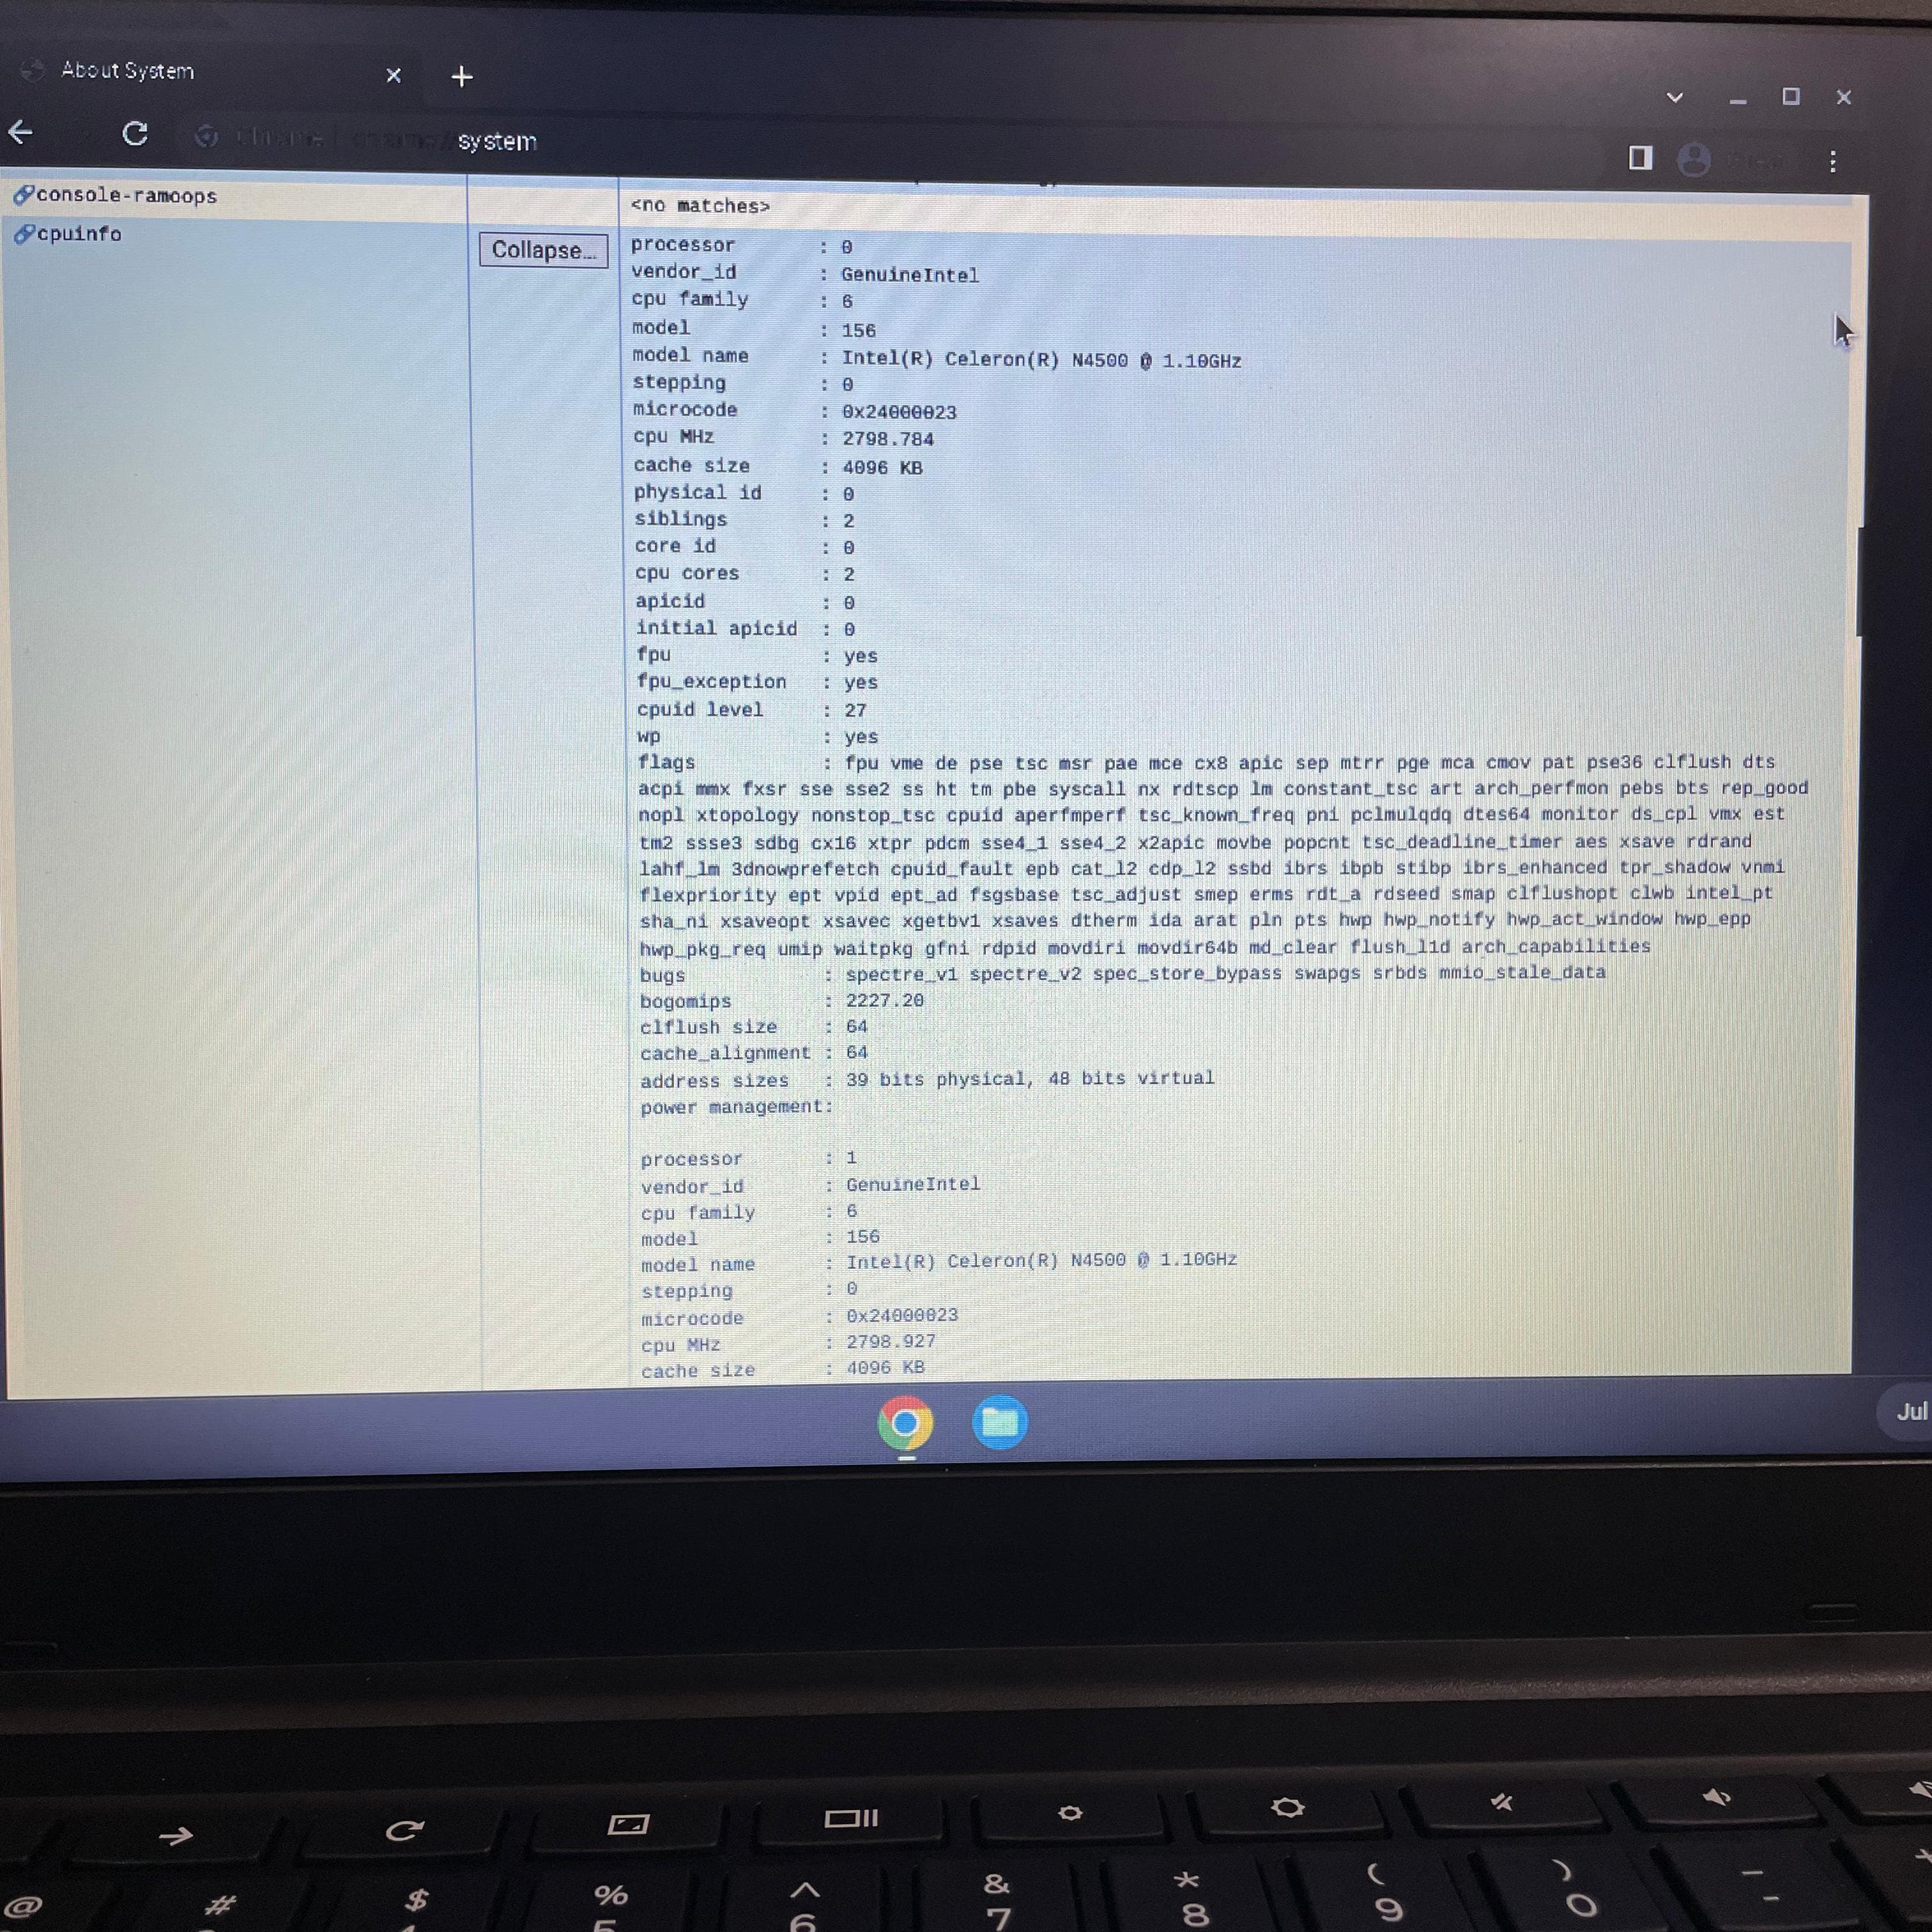 About System
system
console-ramoops
<no matches>
cpuinfo
Collapse...
processor : 0
vendor_id : GenuineIntel
cpu family : 6
model : 156
model name : Intel(R) Celeron(R) N4500 @ 1.10GHz
stepping : 0
microcode : 0x24000023
cpu MHz : 2798.784
cache size : 4096 KB
physical id : 0
siblings : 2
core id : 0
cpu cores : 2
apicid : 0
initial apicid : 0
fpu : yes
fpu_exception : yes
cpuid level : 27
wp : yes
flags : fpu vme de pse tsc msr pae mce cx8 apic sep mtrr pge mca cmov pat pse36 clflush dts
acpi mmx fxsr sse sse2 ss ht tm pbe syscall nx rdtscp lm constant_tsc art arch_perfmon pebs bts rep_good
nopl xtopology nonstop_tsc cpuid aperfmperf tsc_known_freq pni pclmulqdq dtes64 monitor ds_cpl vmx est
tm2 ssse3 sdbg cx16 xtpr pdcm sse4_1 sse4_2 x2apic movbe popcnt tsc_deadline_timer aes xsave rdrand
lahf_lm 3dnowprefetch cpuid_fault epb cat_l2 cdp_l2 ssbd ibrs ibpb stibp ibrs_enhanced tpr_shadow vnmi
flexpriority ept vpid ept_ad fsgsbase tsc_adjust smep erms rdt_a rdseed smap clflushopt clwb intel_pt
sha_ni xsaveopt xsavec xgetbv1 xsaves dtherm ida arat pln pts hwp hwp_notify hwp_act_window hwp_epp
hwp_pkg_req umip waitpkg gfni rdpid movdiri movdir64b md_clear flush_l1d arch_capabilities
bugs : spectre_v1 spectre_v2 spec_store_bypass swapgs srbds mmio_stale_data
bogomips : 2227.20
clflush size : 64
cache_alignment : 64
address sizes : 39 bits physical, 48 bits virtual
power management:
processor : 1
vendor_id : GenuineIntel
cpu family : 6
model : 156
model name : Intel(R) Celeron(R) N4500 @ 1.10GHz
stepping : 0
microcode : 0x24000023
cpu MHz : 2798.927
cache size : 4096 KB
Jul
@ # $ % ^ & * ( ) _
6 7 8 9 0 -